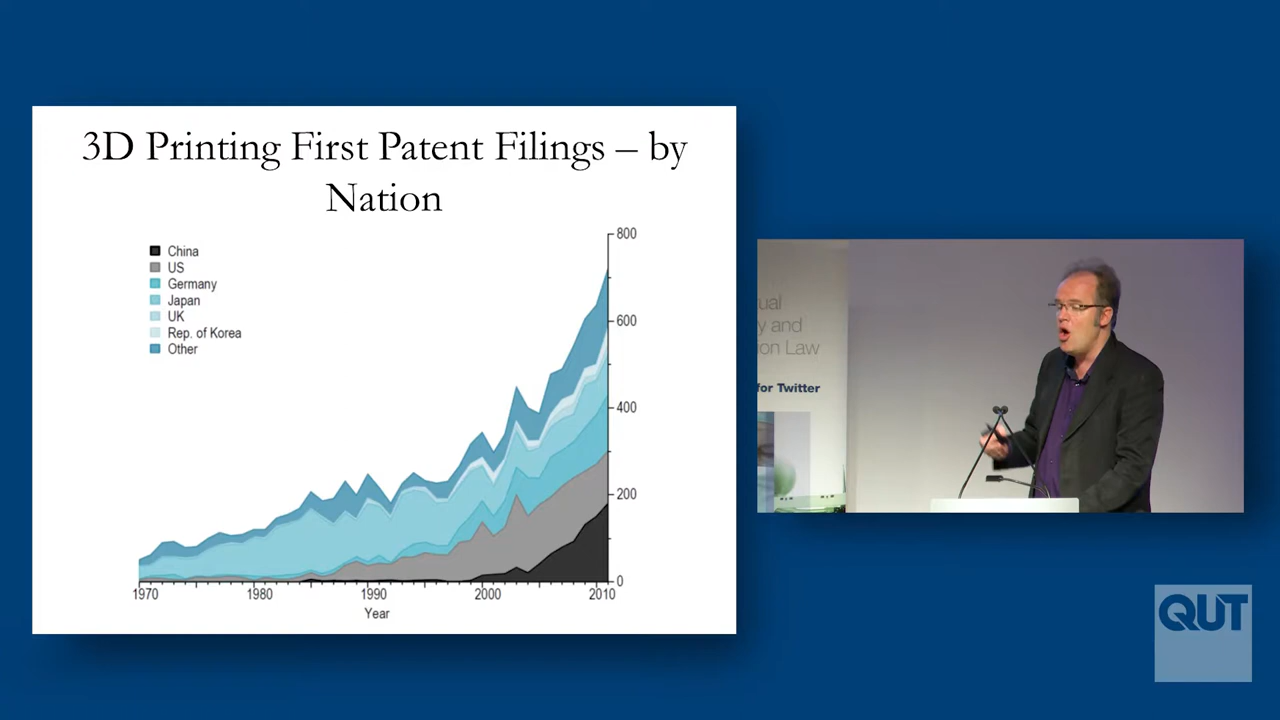 3D Printing First Patent Filings – by
Nation
China
US
Germany
Japan
UK
Rep. of Korea
Other
800
600
400
200
0
1970
1980
1990
2000
2010
Year
ual
y and
ion Law
for Twitter
QUT